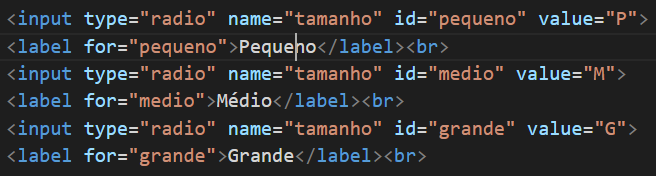 <input type="radio" name="tamanho" id="pequeno" value="P">
<label for="pequeno">Pequeno</label><br>
<input type="radio" name="tamanho" id="medio" value="M">
<label for="medio">Médio</label><br>
<input type="radio" name="tamanho" id="grande" value="G">
<label for="grande">Grande</label><br>